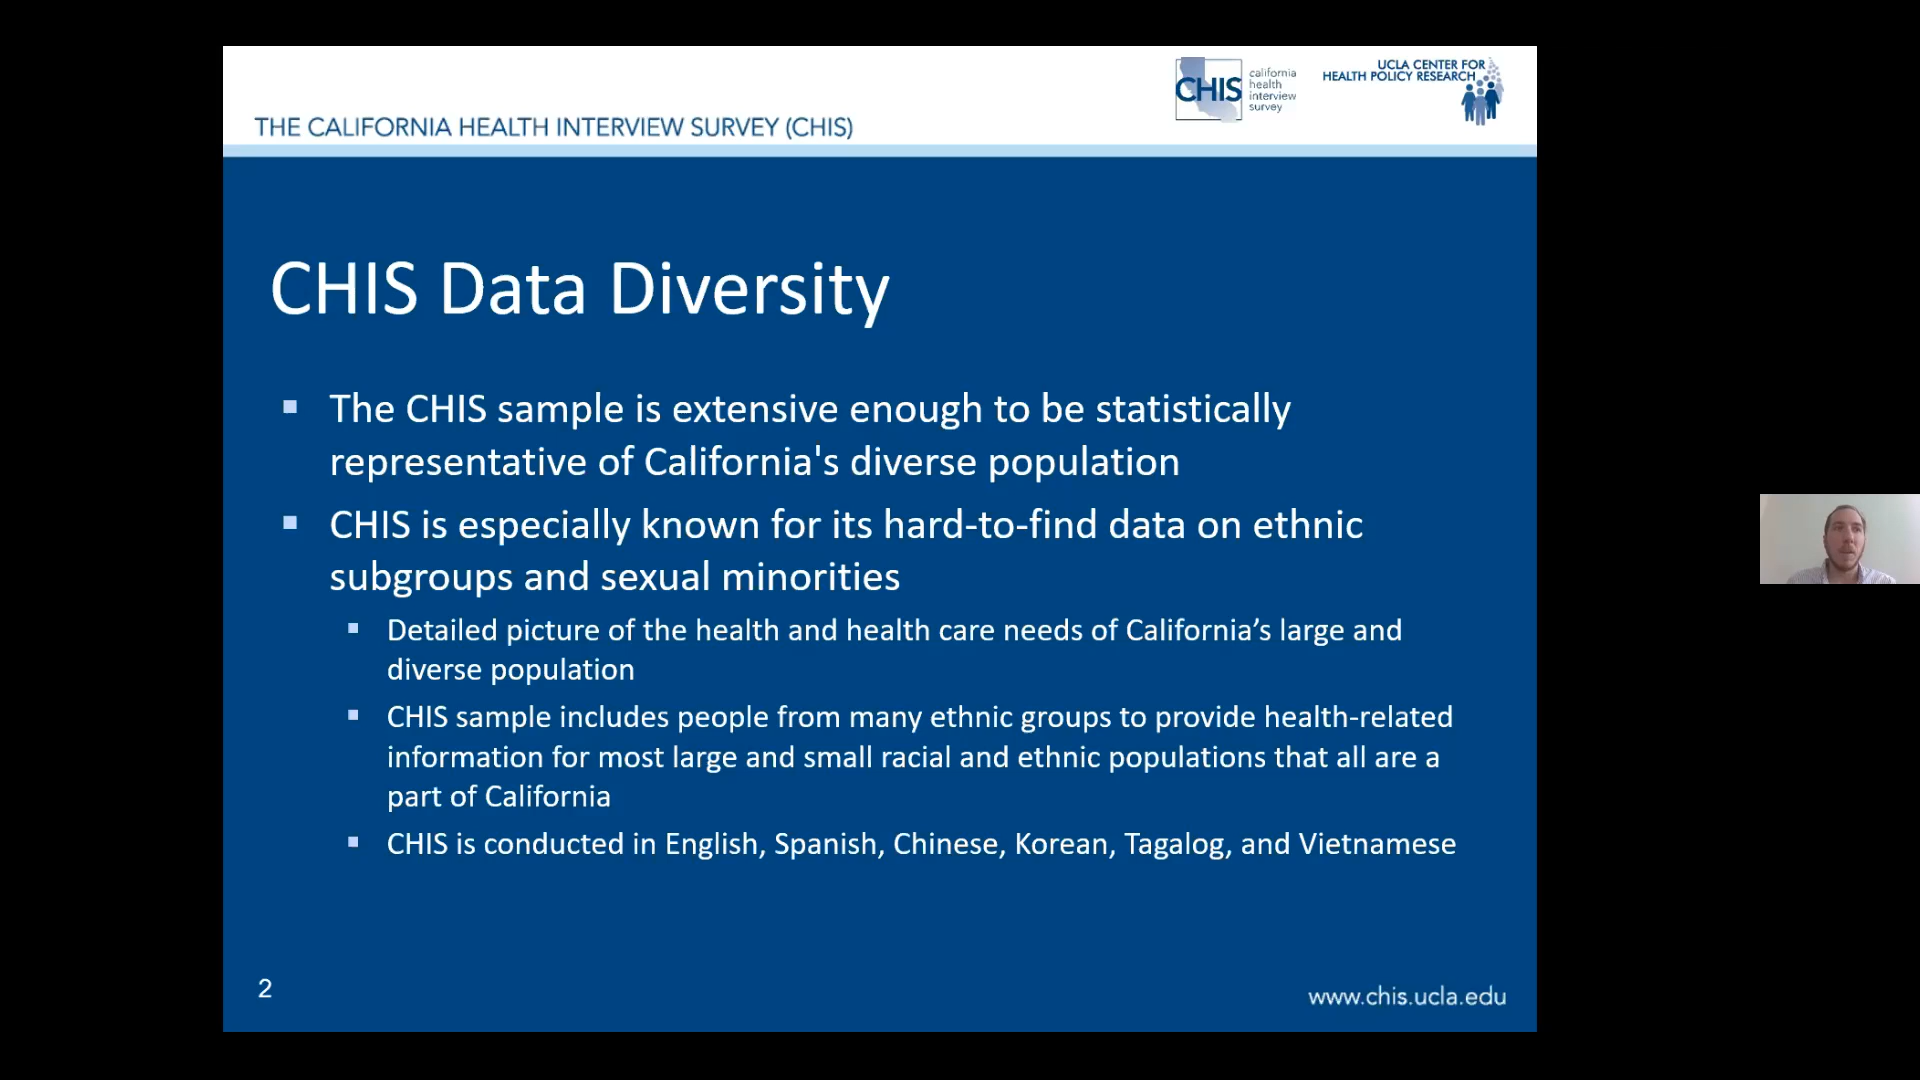 THE CALIFORNIA HEALTH INTERVIEW SURVEY (CHIS)
CHIS
california
health
interview
survey
UCLA CENTER FOR
HEALTH POLICY RESEARCH
CHIS Data Diversity
▪ The CHIS sample is extensive enough to be statistically
representative of California's diverse population
▪ CHIS is especially known for its hard-to-find data on ethnic
subgroups and sexual minorities
▪ Detailed picture of the health and health care needs of California’s large and
diverse population
▪ CHIS sample includes people from many ethnic groups to provide health-related
information for most large and small racial and ethnic populations that all are a
part of California
▪ CHIS is conducted in English, Spanish, Chinese, Korean, Tagalog, and Vietnamese
2
www.chis.ucla.edu